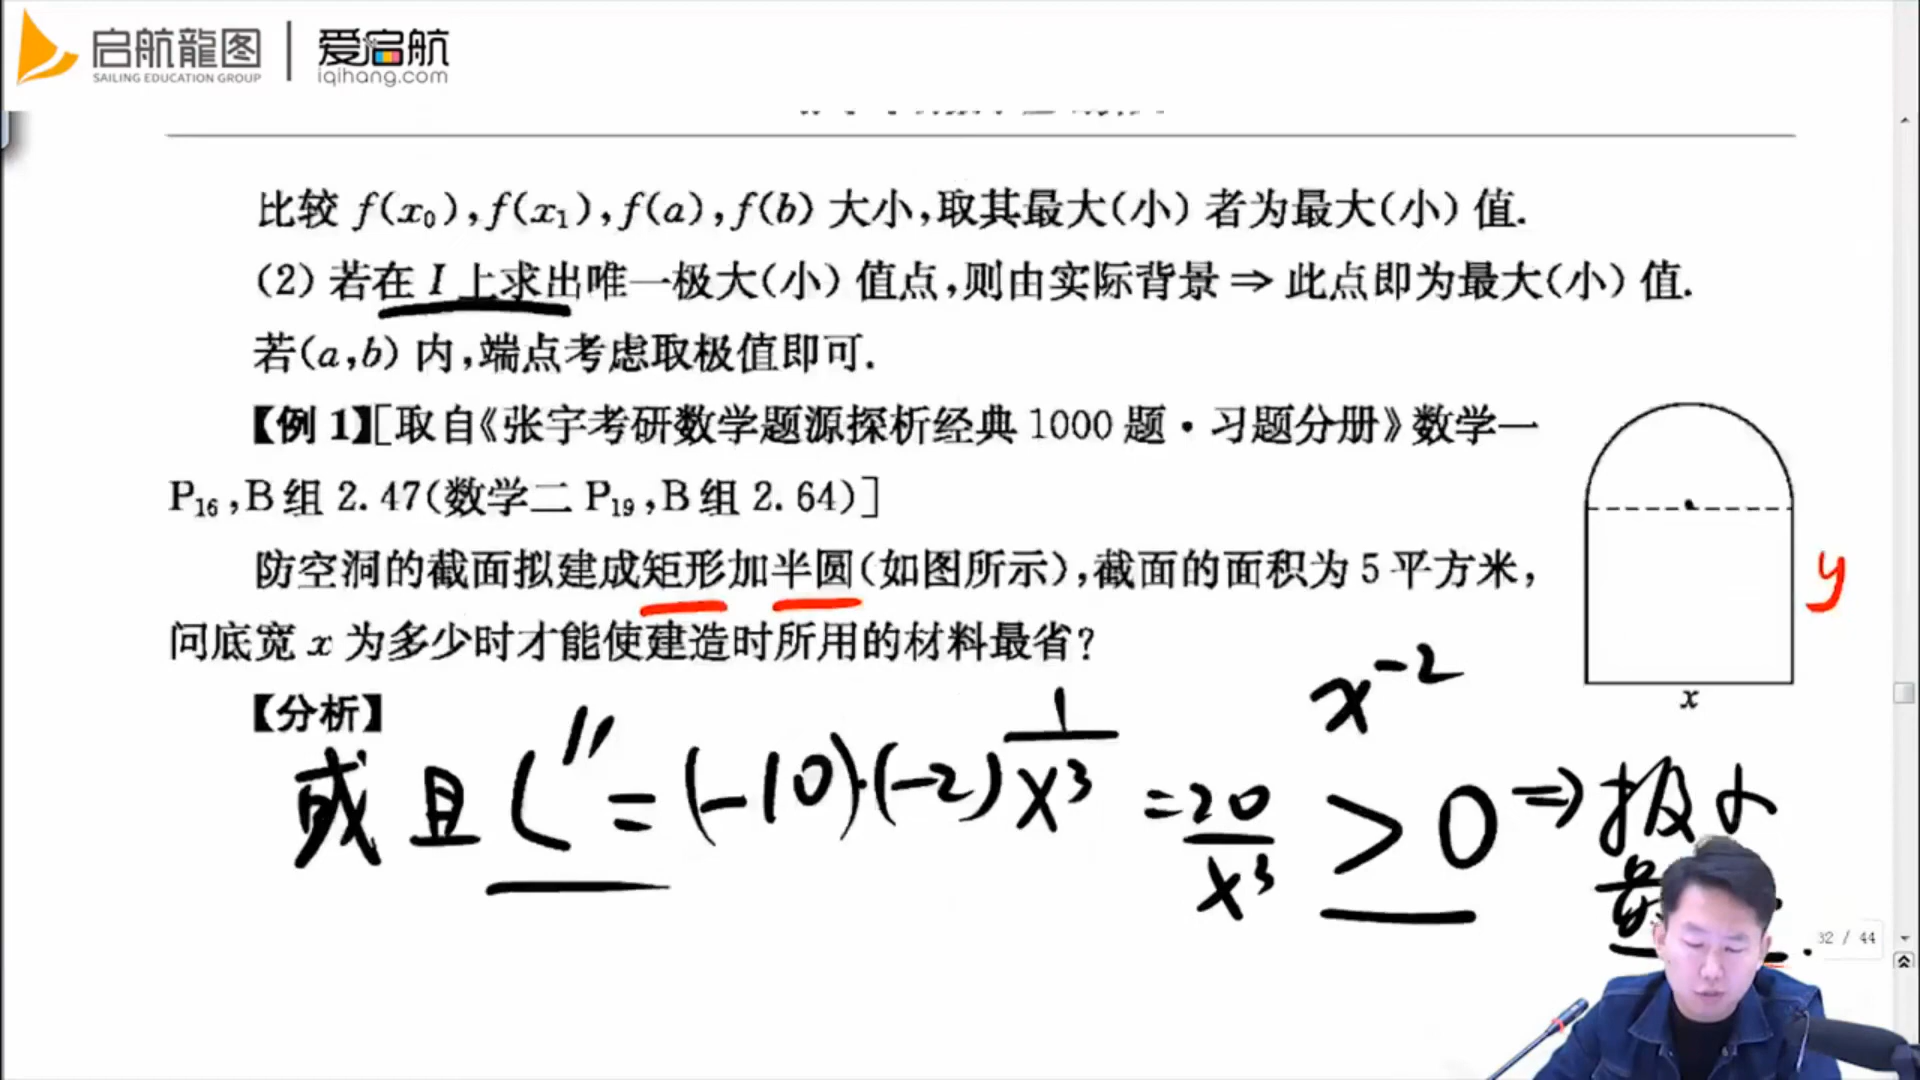 启航龍图 | 爱启航
SAILING EDUCATION GROUP iqihang.com
比较 f(x₀),f(x₁),f(a),f(b) 大小,取其最大(小) 者为最大(小) 值.
(2) 若在 I 上求出唯一极大(小) 值点,则由实际背景 ⇒ 此点即为最大(小) 值.
若(a,b) 内,端点考虑取极值即可.
【例 1】[取自《张宇考研数学题源探析经典 1000 题·习题分册》数学一
P₁₆,B 组 2.47(数学二 P₁₉,B 组 2.64)]
防空洞的截面拟建成矩形加半圆(如图所示),截面的面积为 5 平方米,
问底宽 x 为多少时才能使建造时所用的材料最省?
y
x
【分析】
x⁻²
或且 L″ = (-10)·(-2) 1/x³ = 20/x³ > 0 ⇒ 极小
32 / 44